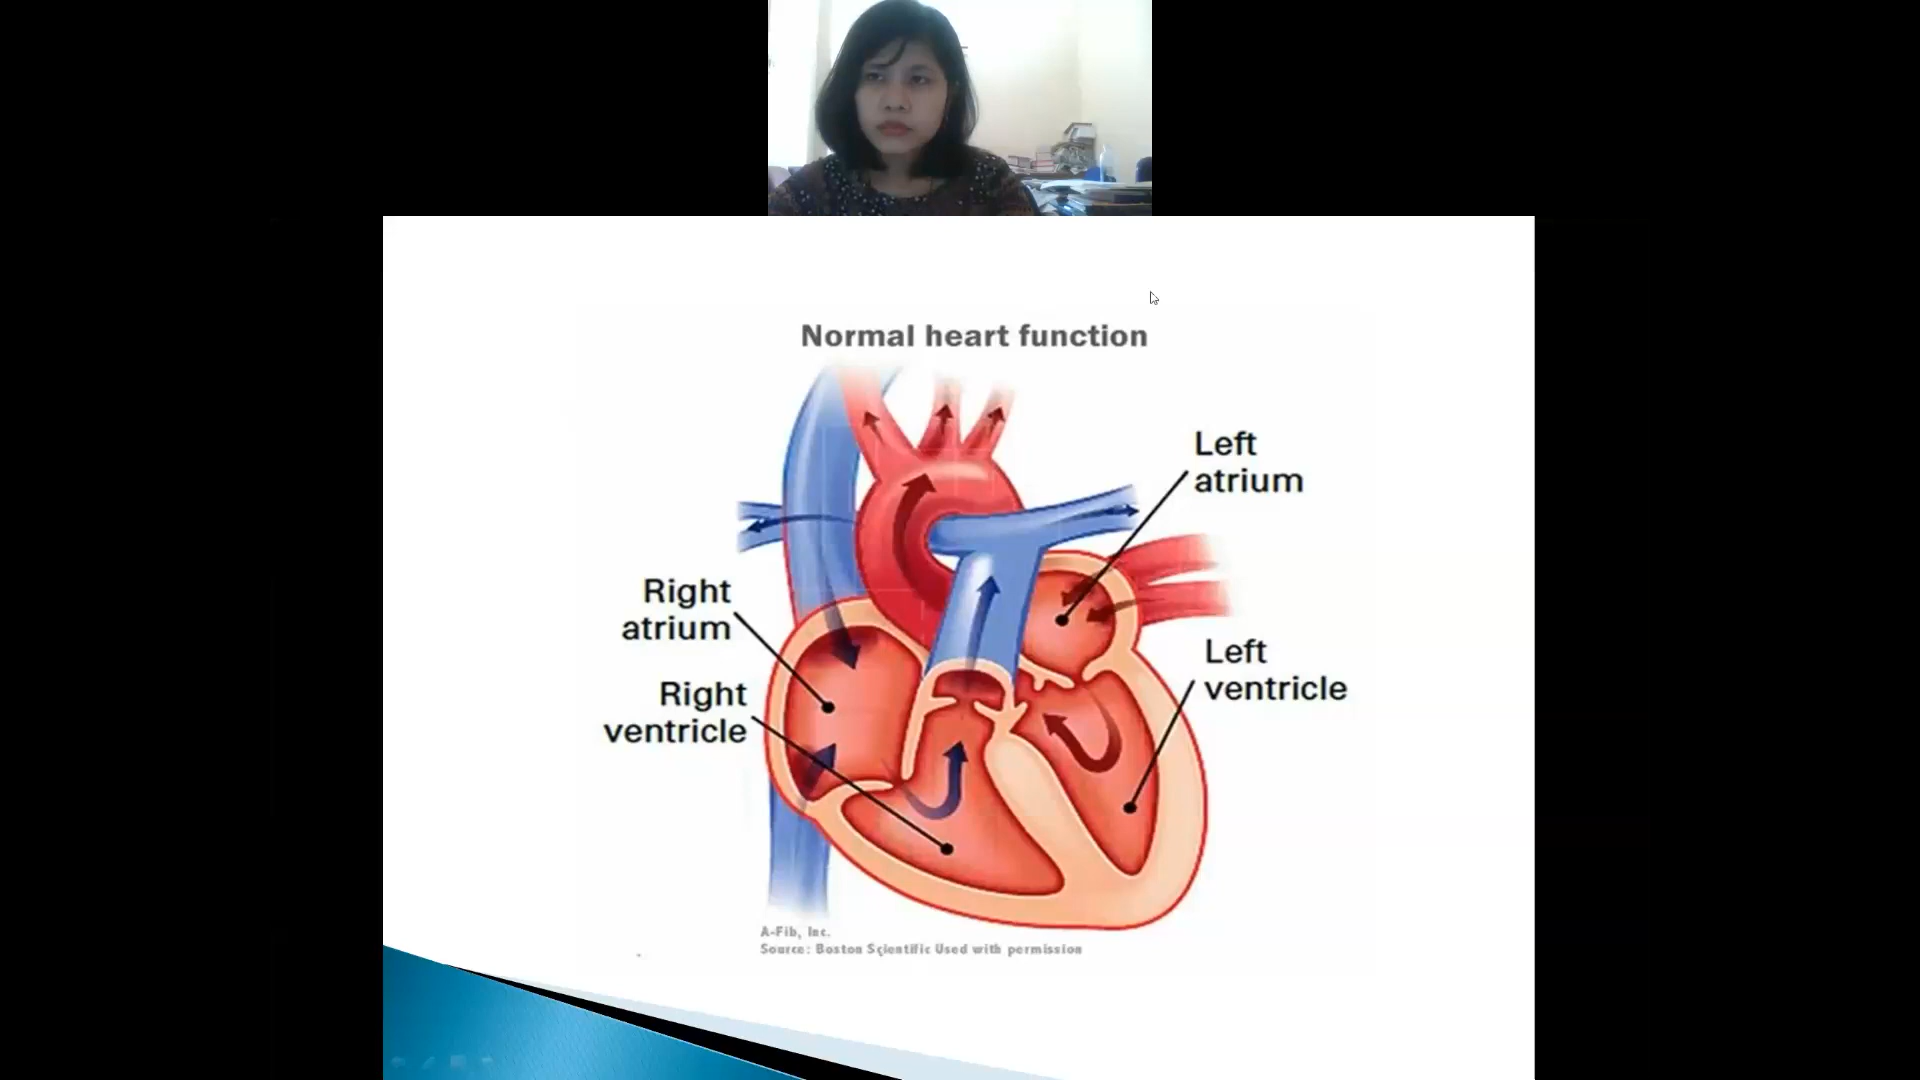 Normal heart function
Left
atrium
Right
atrium
Left
ventricle
Right
ventricle
A-Fib, Inc.
Source: Boston Scientific Used with permission